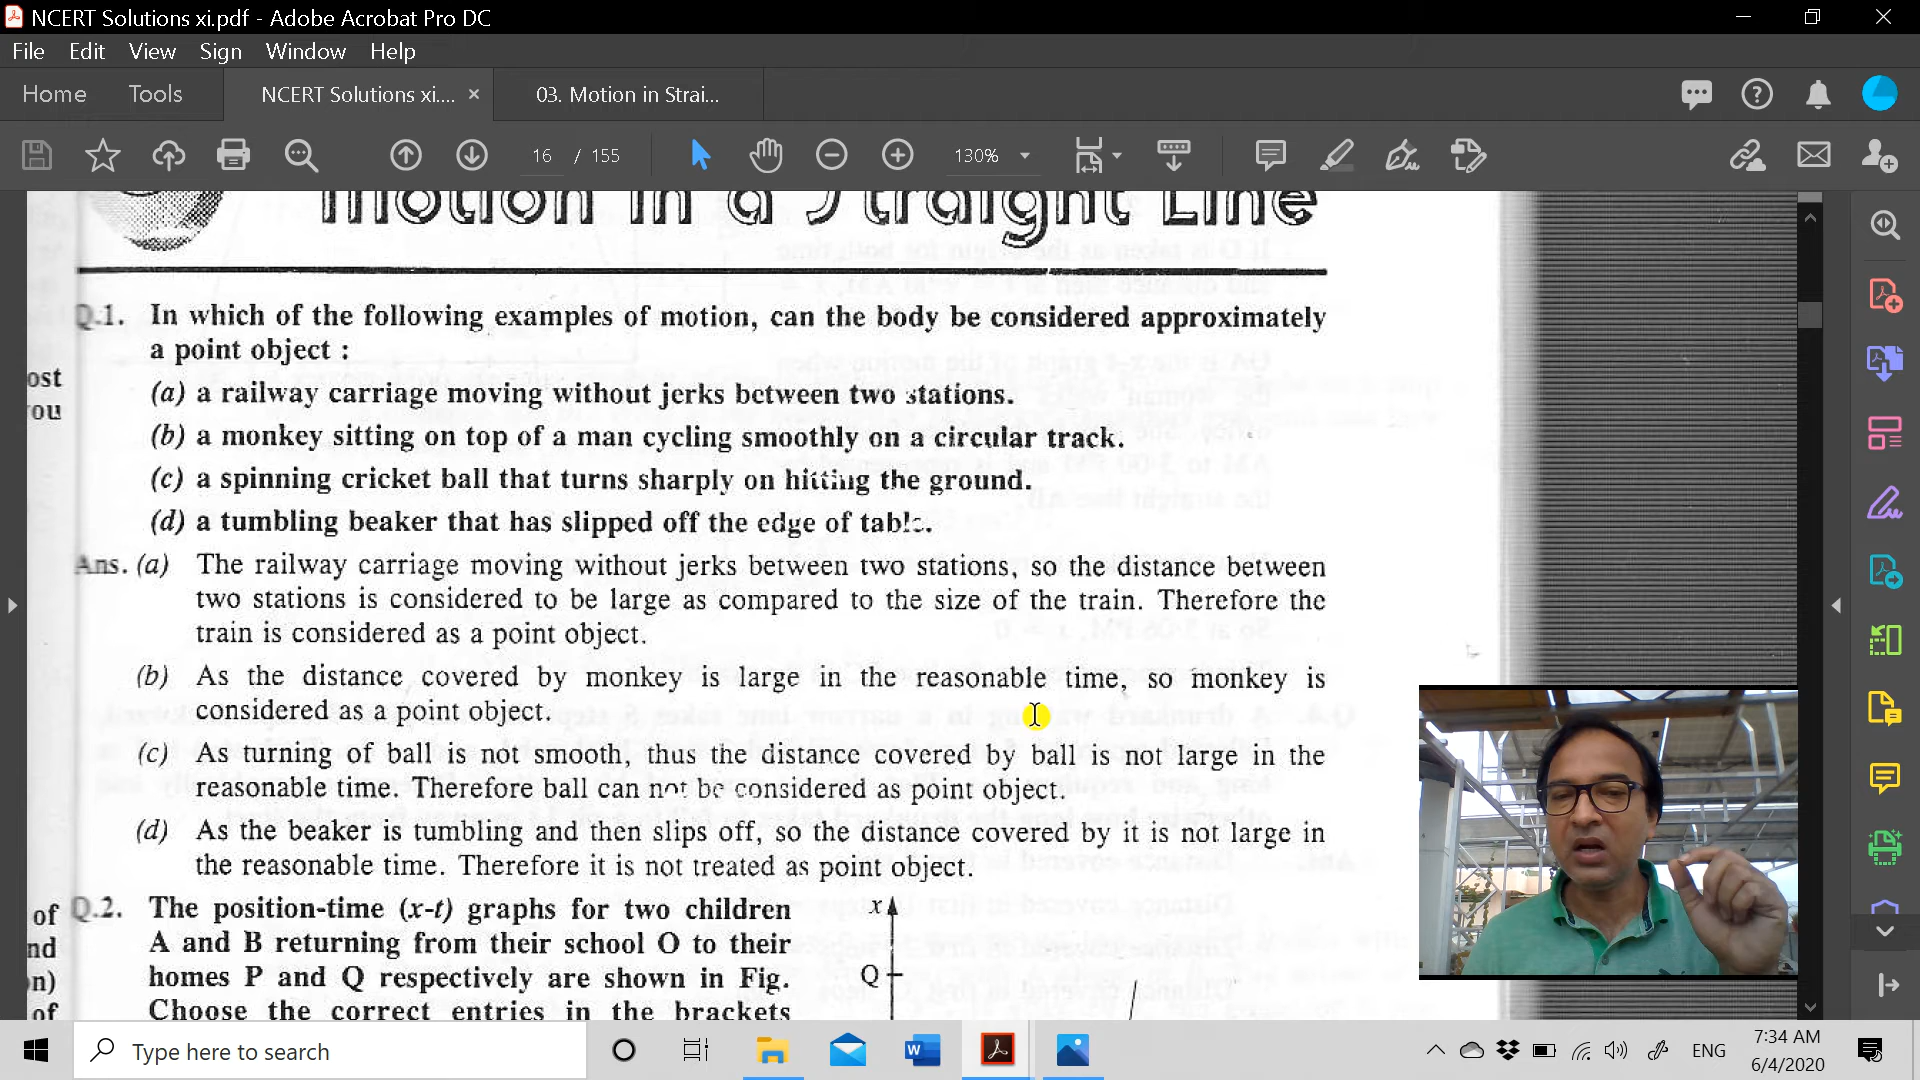 NCERT Solutions xi.pdf - Adobe Acrobat Pro DC
File Edit View Sign Window Help
Home Tools NCERT Solutions xi.... × 03. Motion in Strai...
16 / 155 130%
Motion in a Straight Line
Q.1. In which of the following examples of motion, can the body be considered approximately
a point object :
(a) a railway carriage moving without jerks between two stations.
ost
you
(b) a monkey sitting on top of a man cycling smoothly on a circular track.
(c) a spinning cricket ball that turns sharply on hitting the ground.
(d) a tumbling beaker that has slipped off the edge of table.
Ans. (a) The railway carriage moving without jerks between two stations, so the distance between
two stations is considered to be large as compared to the size of the train. Therefore the
train is considered as a point object.
(b) As the distance covered by monkey is large in the reasonable time, so monkey is
considered as a point object.
(c) As turning of ball is not smooth, thus the distance covered by ball is not large in the
reasonable time. Therefore ball can not be considered as point object.
(d) As the beaker is tumbling and then slips off, so the distance covered by it is not large in
the reasonable time. Therefore it is not treated as point object.
of
nd
n)
of
Q.2. The position-time (x-t) graphs for two children
A and B returning from their school O to their
homes P and Q respectively are shown in Fig.
Choose the correct entries in the brackets
x
Q
Type here to search
ENG
7:34 AM
6/4/2020